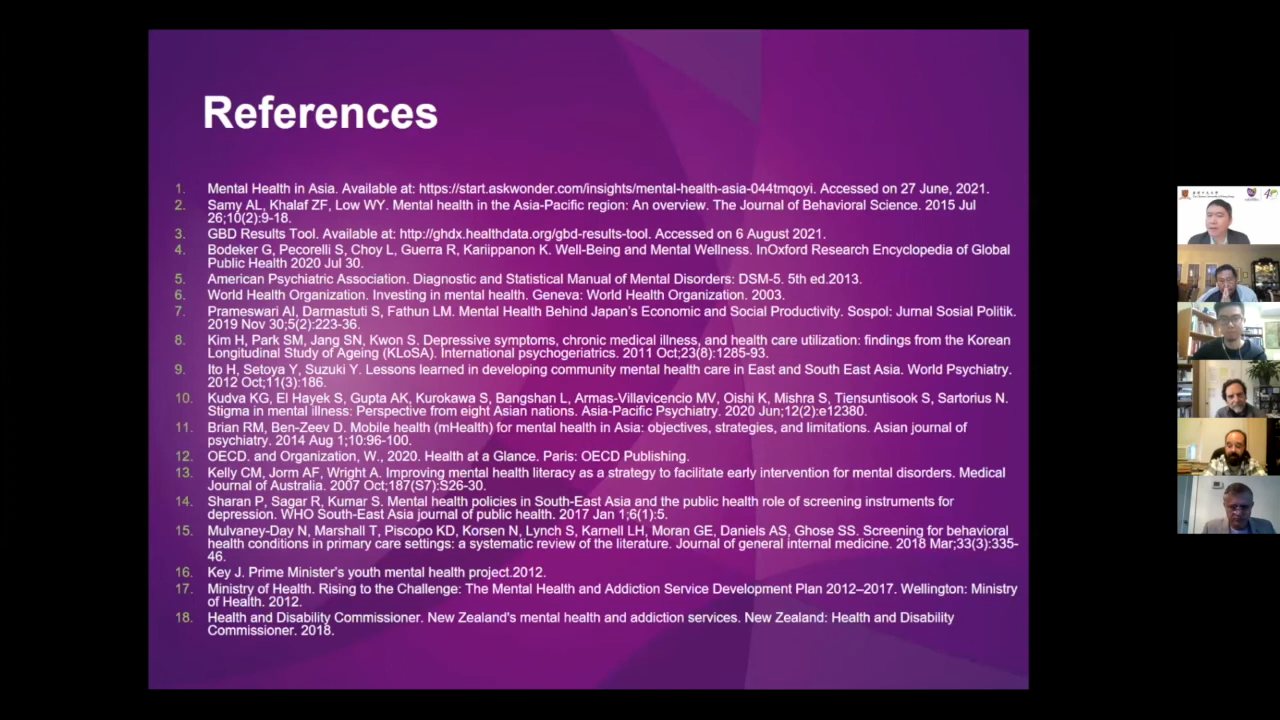 References
1. Mental Health in Asia. Available at: https://start.askwonder.com/insights/mental-health-asia-044tmqoyi. Accessed on 27 June, 2021.
2. Samy AL, Khalaf ZF, Low WY. Mental health in the Asia-Pacific region: An overview. The Journal of Behavioral Science. 2015 Jul
26;10(2):9-18.
3. GBD Results Tool. Available at: http://ghdx.healthdata.org/gbd-results-tool. Accessed on 6 August 2021.
4. Bodeker G, Pecorelli S, Choy L, Guerra R, Kariippanon K. Well-Being and Mental Wellness. InOxford Research Encyclopedia of Global
Public Health 2020 Jul 30.
5. American Psychiatric Association. Diagnostic and Statistical Manual of Mental Disorders: DSM-5. 5th ed.2013.
6. World Health Organization. Investing in mental health. Geneva: World Health Organization. 2003.
7. Prameswari AI, Darmastuti S, Fathun LM. Mental Health Behind Japan's Economic and Social Productivity. Sospol: Jurnal Sosial Politik.
2019 Nov 30;5(2):223-36.
8. Kim H, Park SM, Jang SN, Kwon S. Depressive symptoms, chronic medical illness, and health care utilization: findings from the Korean
Longitudinal Study of Ageing (KLoSA). International psychogeriatrics. 2011 Oct;23(8):1285-93.
9. Ito H, Setoya Y, Suzuki Y. Lessons learned in developing community mental health care in East and South East Asia. World Psychiatry.
2012 Oct;11(3):186.
10. Kudva KG, El Hayek S, Gupta AK, Kurokawa S, Bangshan L, Armas-Villavicencio MV, Oishi K, Mishra S, Tiensuntisook S, Sartorius N.
Stigma in mental illness: Perspective from eight Asian nations. Asia-Pacific Psychiatry. 2020 Jun;12(2):e12380.
11. Brian RM, Ben-Zeev D. Mobile health (mHealth) for mental health in Asia: objectives, strategies, and limitations. Asian journal of
psychiatry. 2014 Aug 1;10:96-100.
12. OECD. and Organization, W., 2020. Health at a Glance. Paris: OECD Publishing.
13. Kelly CM, Jorm AF, Wright A. Improving mental health literacy as a strategy to facilitate early intervention for mental disorders. Medical
Journal of Australia. 2007 Oct;187(S7):S26-30.
14. Sharan P, Sagar R, Kumar S. Mental health policies in South-East Asia and the public health role of screening instruments for
depression. WHO South-East Asia journal of public health. 2017 Jan 1;6(1):5.
15. Mulvaney-Day N, Marshall T, Piscopo KD, Korsen N, Lynch S, Karnell LH, Moran GE, Daniels AS, Ghose SS. Screening for behavioral
health conditions in primary care settings: a systematic review of the literature. Journal of general internal medicine. 2018 Mar;33(3):335-
46.
16. Key J. Prime Minister's youth mental health project.2012.
17. Ministry of Health. Rising to the Challenge: The Mental Health and Addiction Service Development Plan 2012–2017. Wellington: Ministry
of Health. 2012.
18. Health and Disability Commissioner. New Zealand's mental health and addiction services. New Zealand: Health and Disability
Commissioner. 2018.